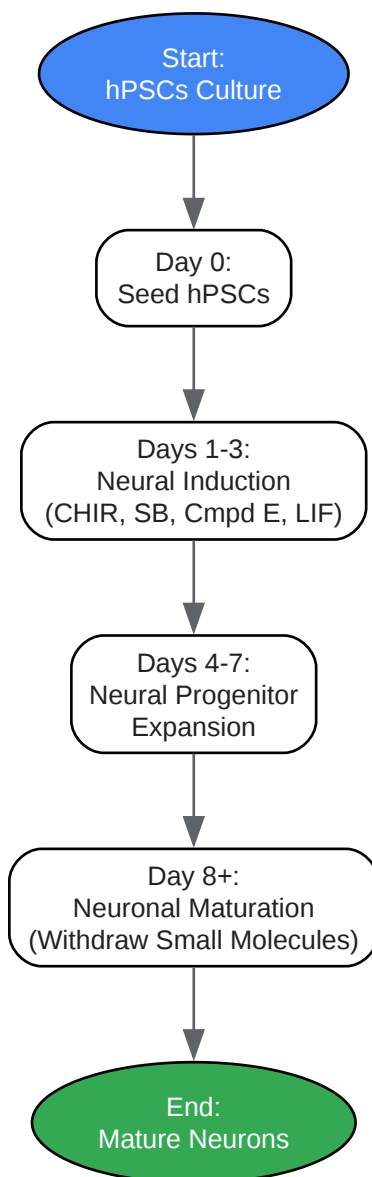 Start:
hPSCs Culture
Day 0:
Seed hPSCs
Days 1-3:
Neural Induction
(CHIR, SB, Cmpd E, LIF)
Days 4-7:
Neural Progenitor
Expansion
Day 8+:
Neuronal Maturation
(Withdraw Small Molecules)
End:
Mature Neurons